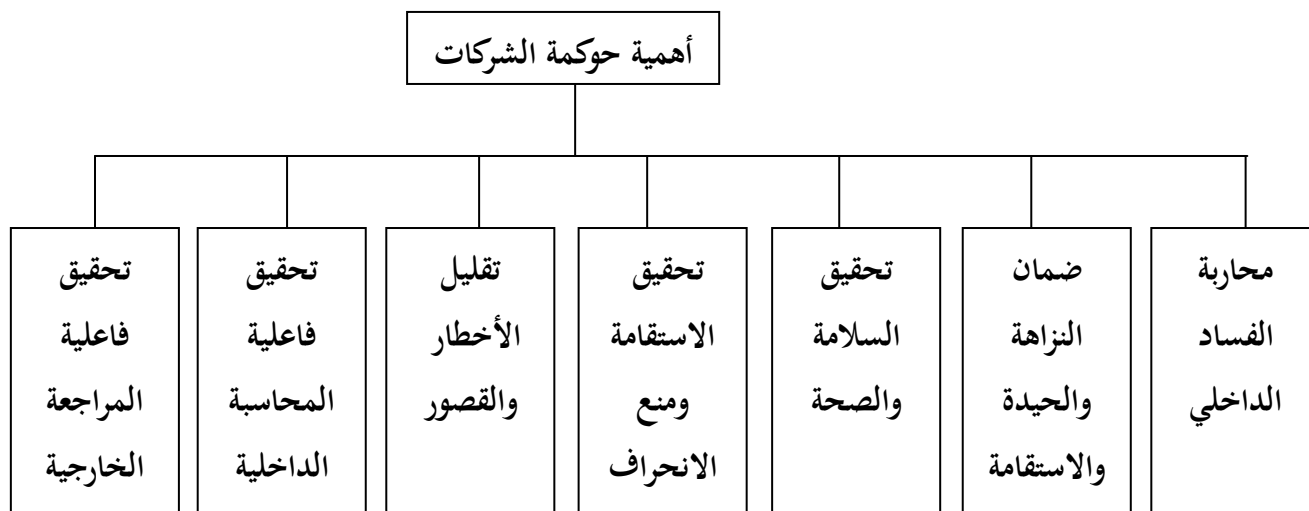 أهمية حوكمة الشركات
محاربة
الفساد
الداخلي
ضمان
النزاهة
والحيدة
والاستقامة
تحقيق
السلامة
والصحة
تحقيق
الاستقامة
ومنع
الانحراف
تقليل
الأخطار
والقصور
تحقيق
فاعلية
المحاسبة
الداخلية
تحقيق
فاعلية
المراجعة
الخارجية